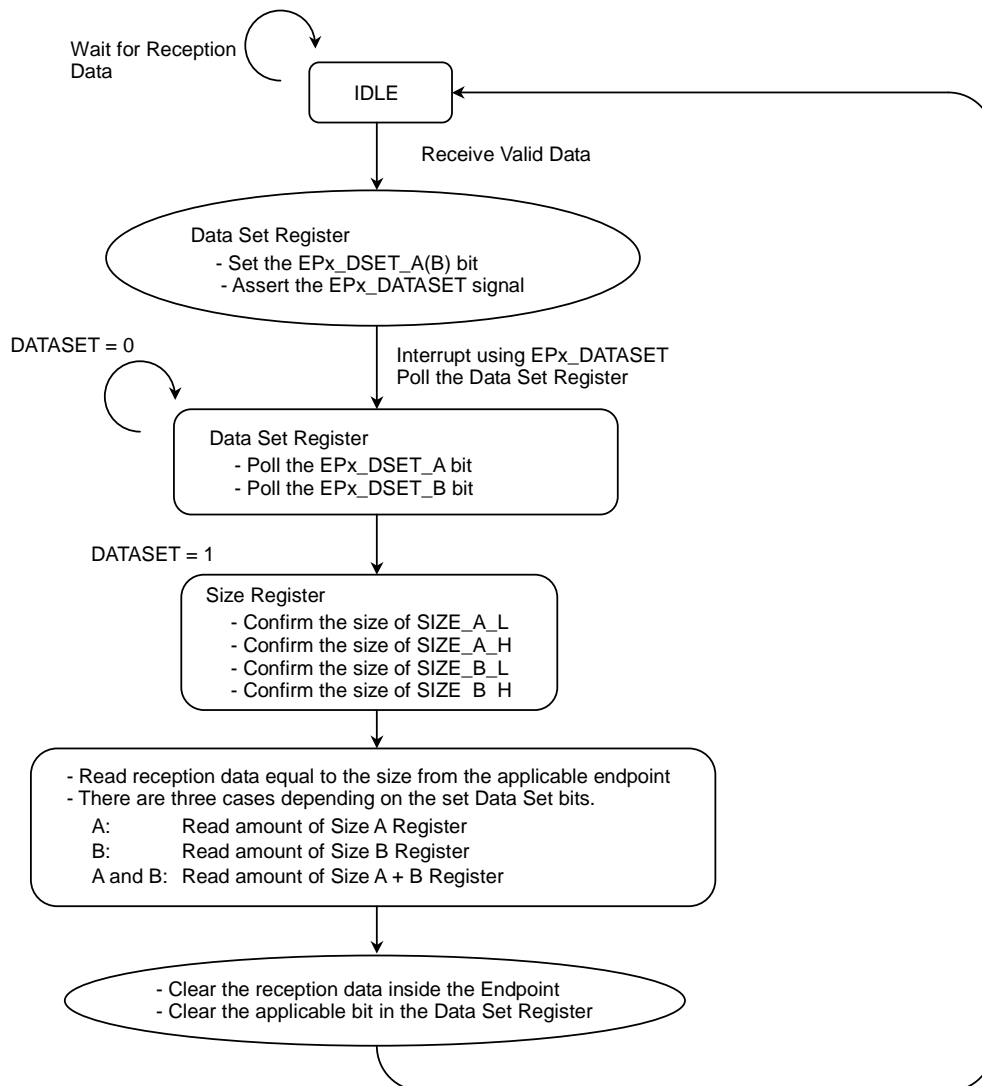 Wait for Reception
Data
IDLE
Receive Valid Data
Data Set Register
- Set the EPx_DSET_A(B) bit
- Assert the EPx_DATASET signal
DATASET = 0
Interrupt using EPx_DATASET
Poll the Data Set Register
Data Set Register
- Poll the EPx_DSET_A bit
- Poll the EPx_DSET_B bit
DATASET = 1
Size Register
- Confirm the size of SIZE_A_L
- Confirm the size of SIZE_A_H
- Confirm the size of SIZE_B_L
- Confirm the size of SIZE B H
- Read reception data equal to the size from the applicable endpoint
- There are three cases depending on the set Data Set bits.
A: Read amount of Size A Register
B: Read amount of Size B Register
A and B: Read amount of Size A + B Register
- Clear the reception data inside the Endpoint
- Clear the applicable bit in the Data Set Register